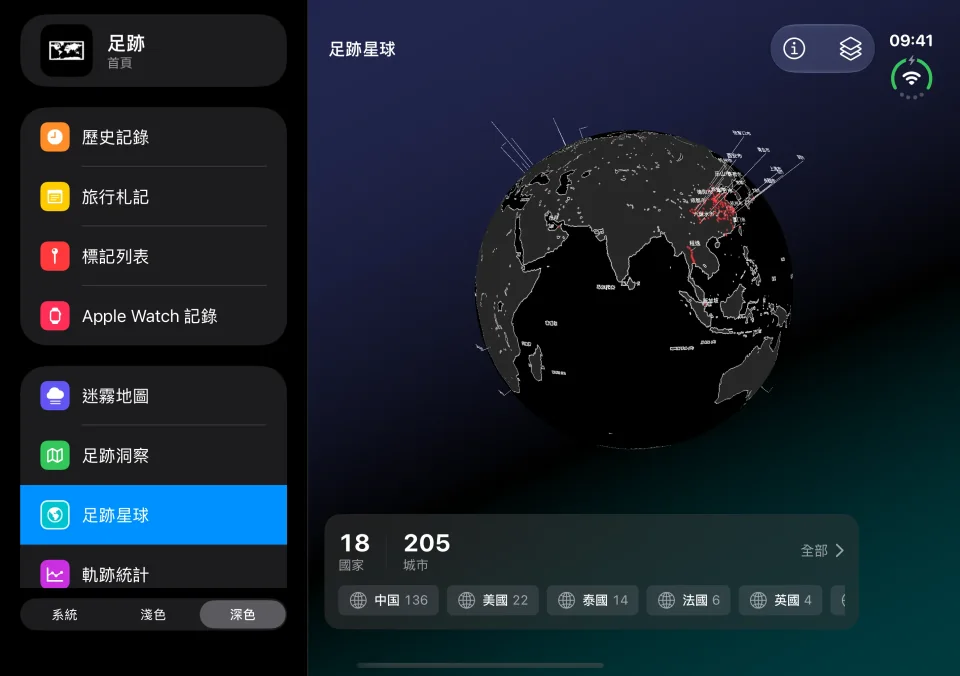 足跡
首頁
歷史記錄
旅行札記
標記列表
Apple Watch 記錄
迷霧地圖
足跡洞察
足跡星球
軌跡統計
系統
淺色
深色
足跡星球
09:41
18
國家
205
城市
全部
中国 136
美國 22
泰國 14
法國 6
英國 4